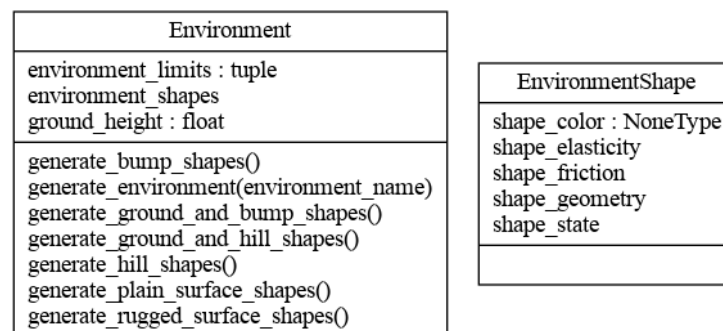 Environment
environment_limits : tuple
environment_shapes
ground_height : float
generate_bump_shapes()
generate_environment(environment_name)
generate_ground_and_bump_shapes()
generate_ground_and_hill_shapes()
generate_hill_shapes()
generate_plain_surface_shapes()
generate_rugged_surface_shapes()
EnvironmentShape
shape_color : NoneType
shape_elasticity
shape_friction
shape_geometry
shape_state